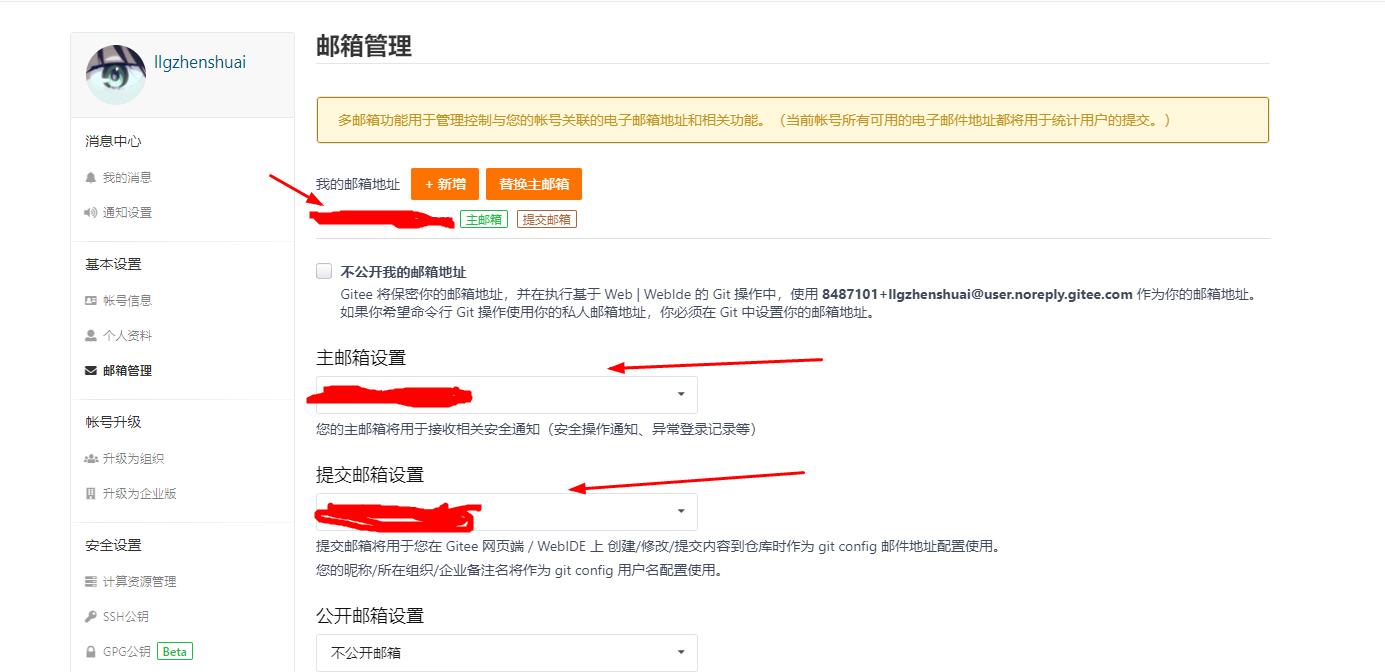 llgzhenshuai
消息中心
我的消息
通知设置
基本设置
帐号信息
个人资料
邮箱管理
帐号升级
升级为组织
升级为企业版
安全设置
计算资源管理
SSH公钥
GPG公钥 Beta
邮箱管理
多邮箱功能用于管理控制与您的帐号关联的电子邮箱地址和相关功能。（当前帐号所有可用的电子邮件地址都将用于统计用户的提交。）
我的邮箱地址 + 新增 替换主邮箱
主邮箱 提交邮箱
不公开我的邮箱地址
Gitee 将保密你的邮箱地址，并在执行基于 Web | WebIde 的 Git 操作中，使用 8487101+llgzhenshuai@user.noreply.gitee.com 作为你的邮箱地址。
如果你希望命令行 Git 操作使用你的私人邮箱地址，你必须在 Git 中设置你的邮箱地址。
主邮箱设置
您的主邮箱将用于接收相关安全通知（安全操作通知、异常登录记录等）
提交邮箱设置
提交邮箱将用于您在 Gitee 网页端 / WebIDE 上 创建/修改/提交内容到仓库时作为 git config 邮件地址配置使用。
您的昵称/所在组织/企业备注名将作为 git config 用户名配置使用。
公开邮箱设置
不公开邮箱